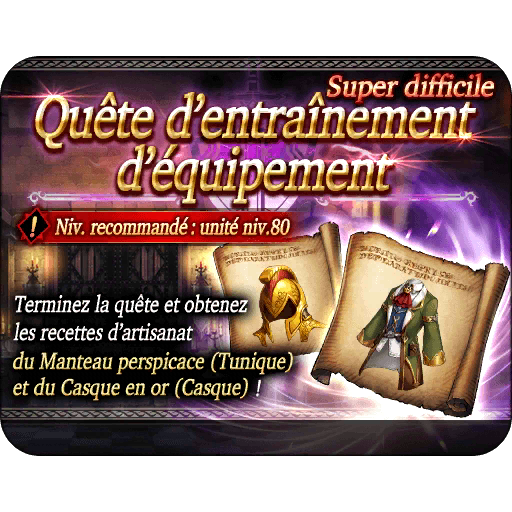 Super difficile
Quête d'entraînement
d'équipement
! Niv. recommandé : unité niv.80
Terminez la quête et obtenez
les recettes d'artisanat
du Manteau perspicace (Tunique)
et du Casque en or (Casque) !